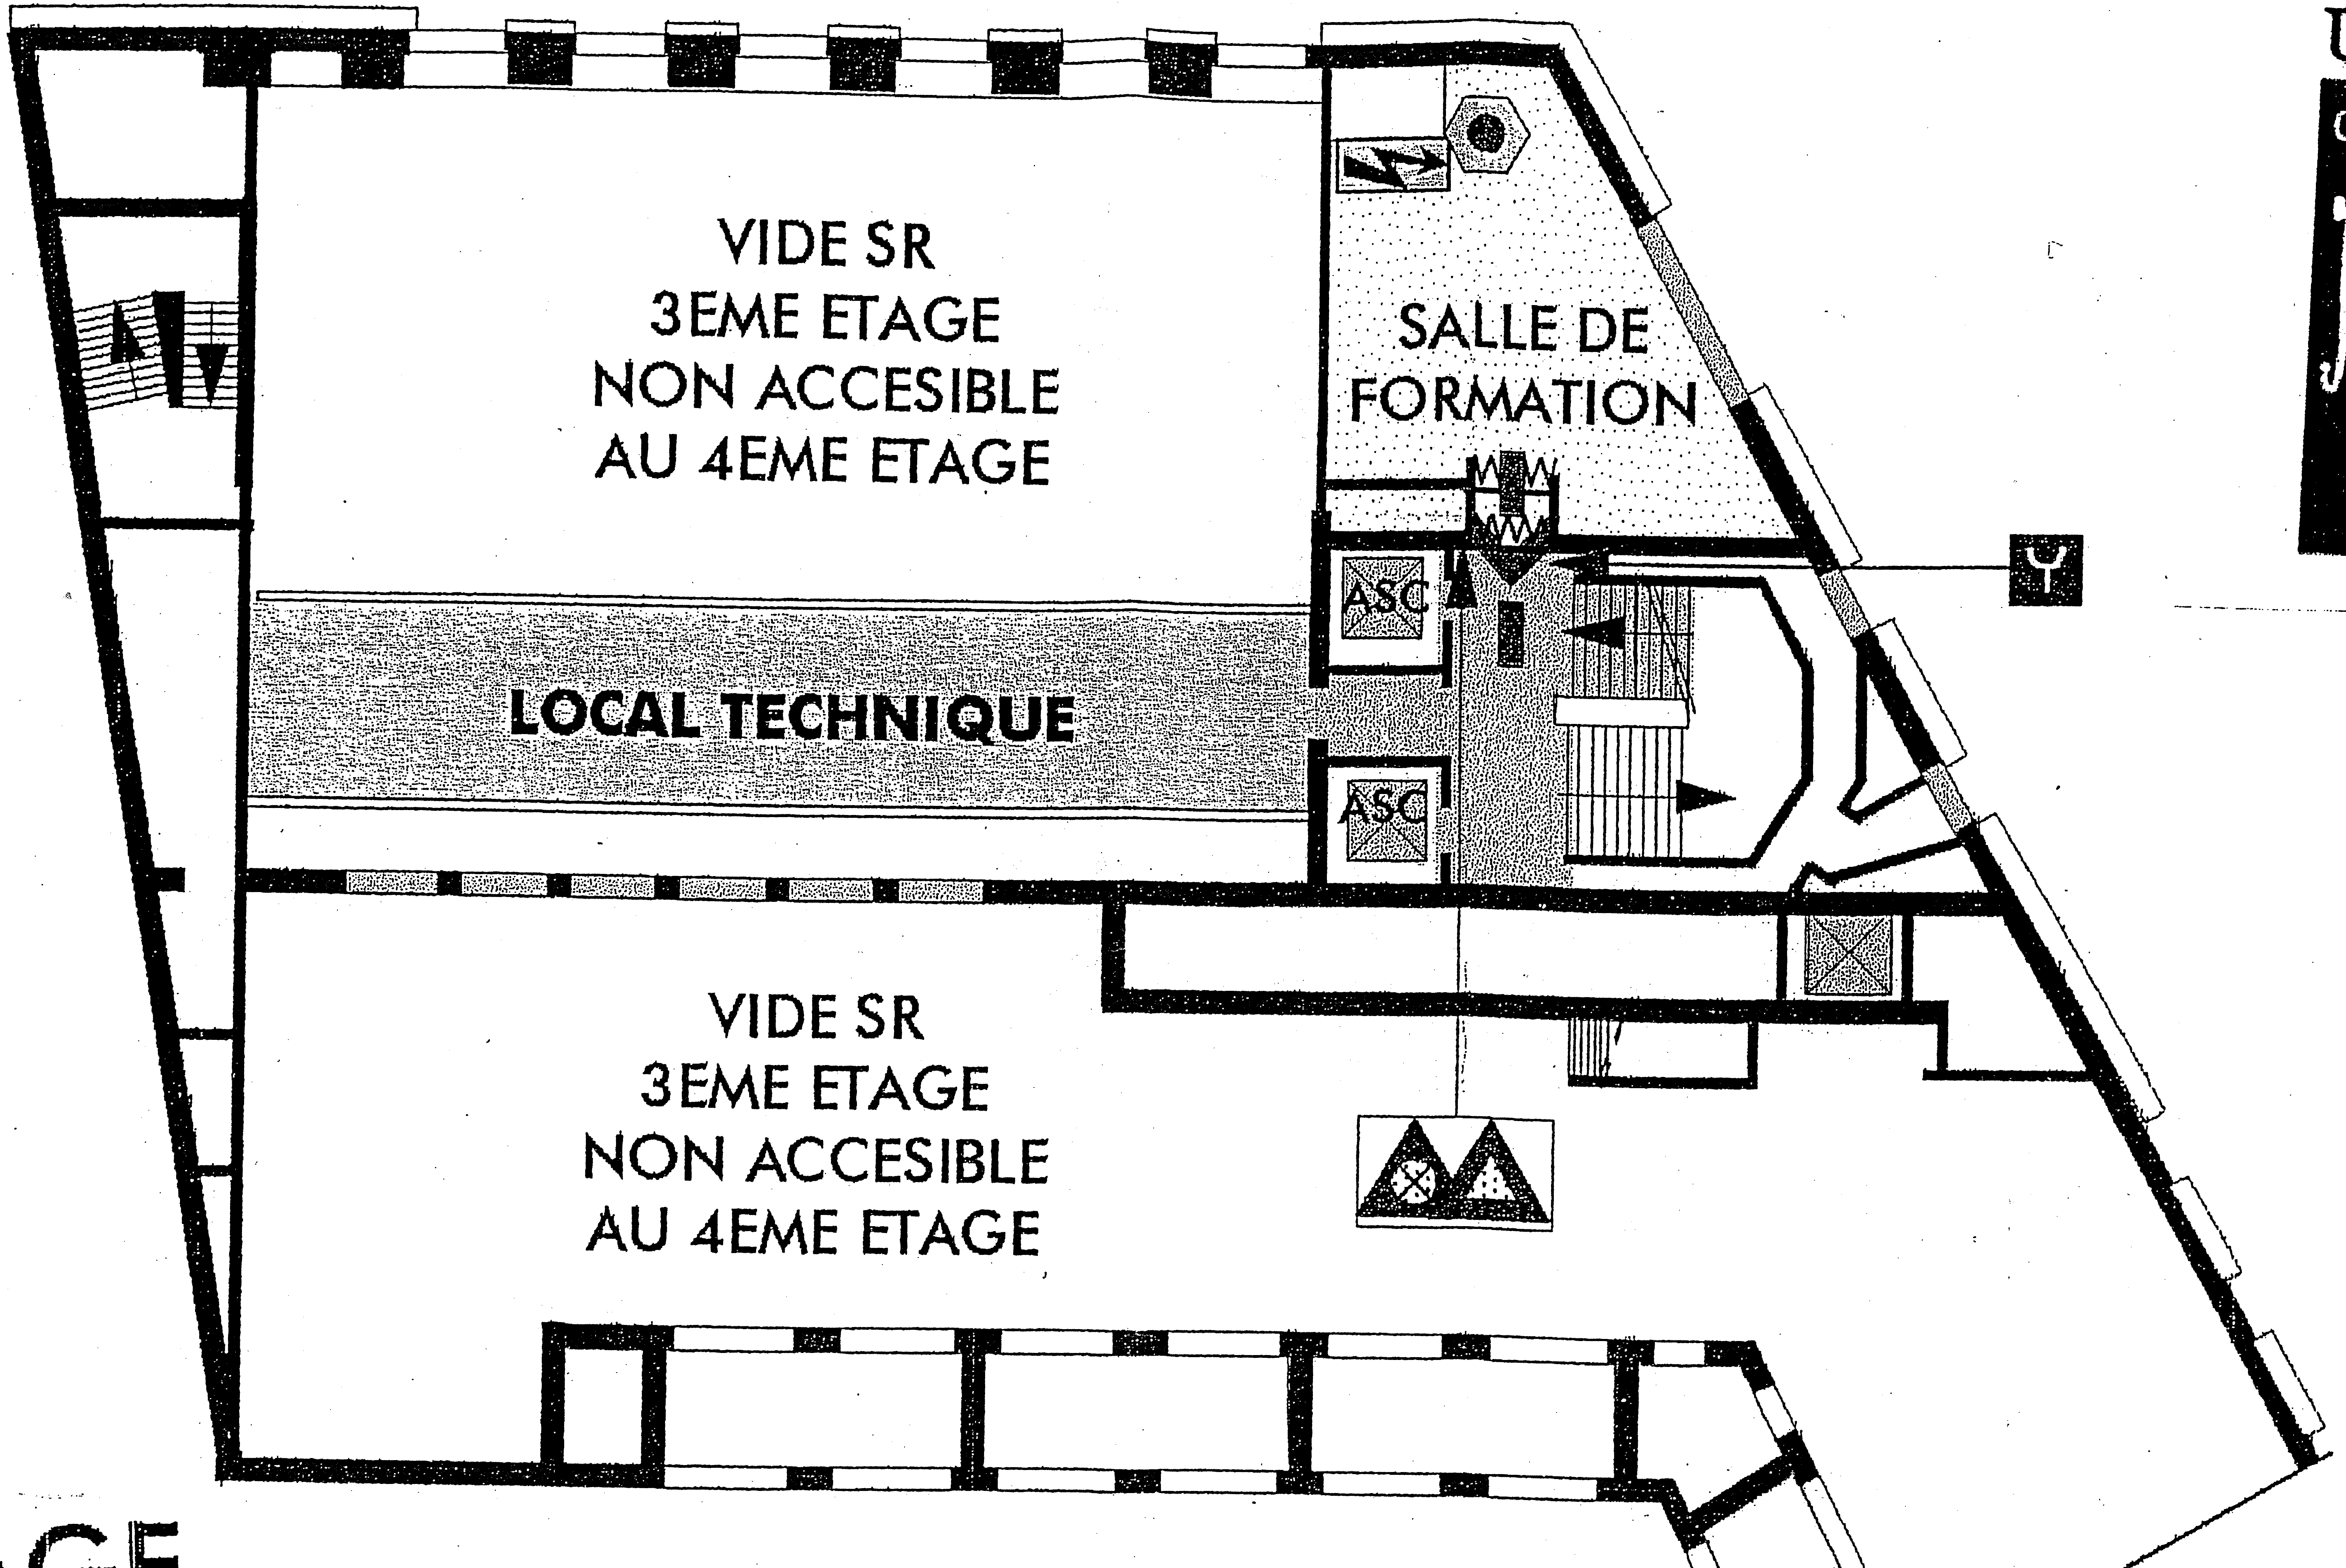 VIDE SR
3EME ETAGE
NON ACCESIBLE
AU 4EME ETAGE
SALLE DE
FORMATION
ASC
LOCAL TECHNIQUE
ASC
VIDE SR
3EME ETAGE
NON ACCESIBLE
AU 4EME ETAGE